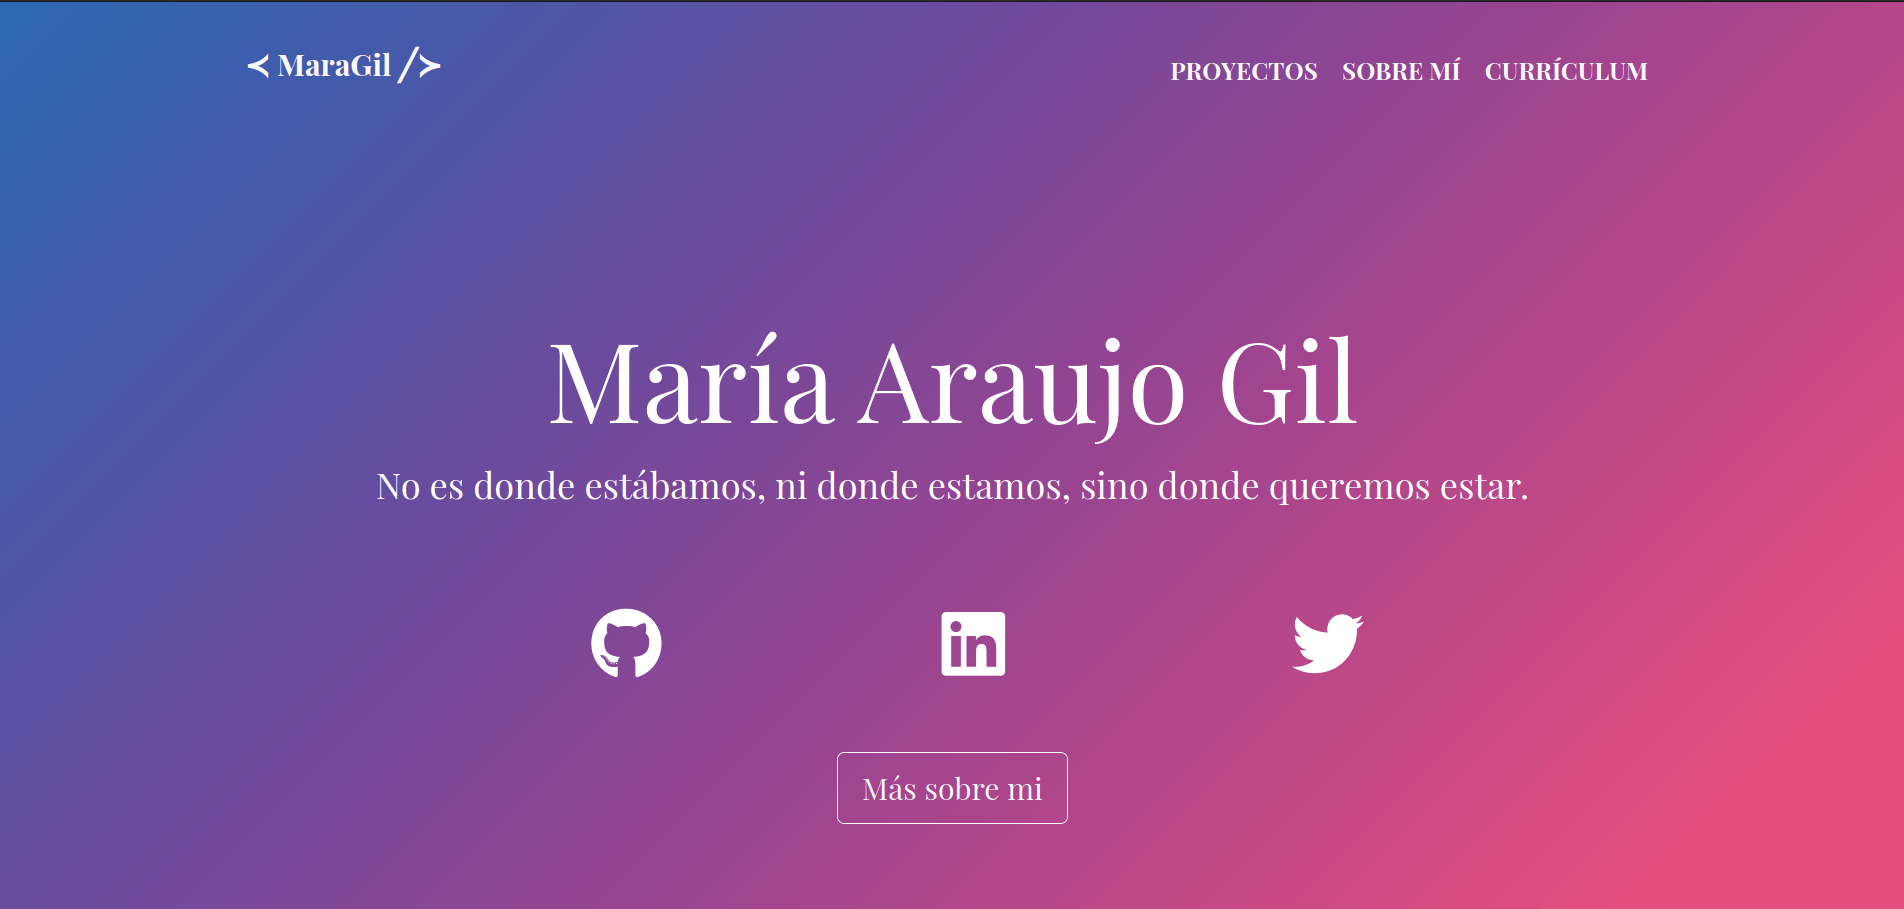 < MaraGil />
PROYECTOS SOBRE MÍ CURRÍCULUM
María Araujo Gil
No es donde estábamos, ni donde estamos, sino donde queremos estar.
in
Más sobre mi